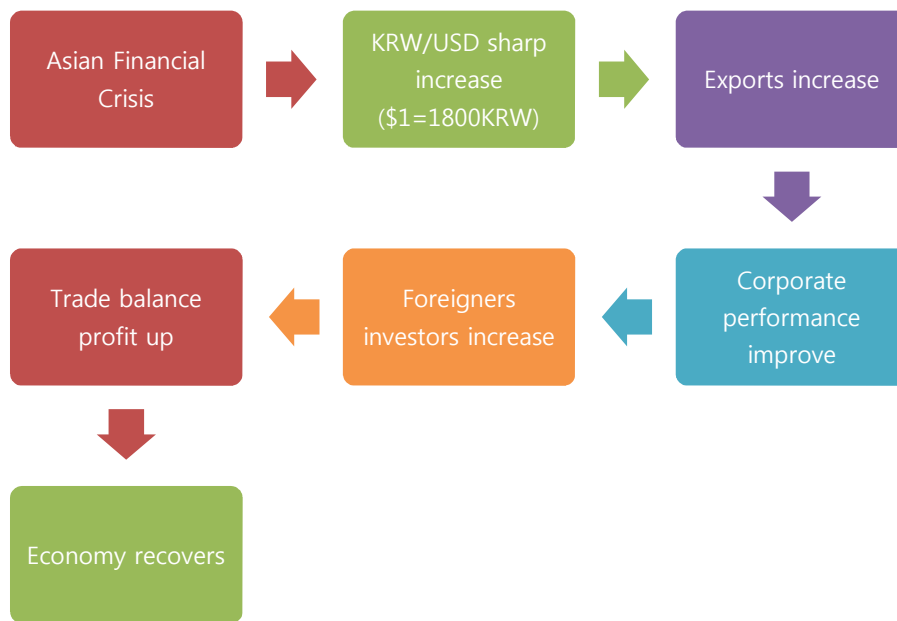 Asian Financial
Crisis
KRW/USD sharp
increase
($1=1800KRW)
Exports increase
Corporate
performance
improve
Foreigners
investors increase
Trade balance
profit up
Economy recovers